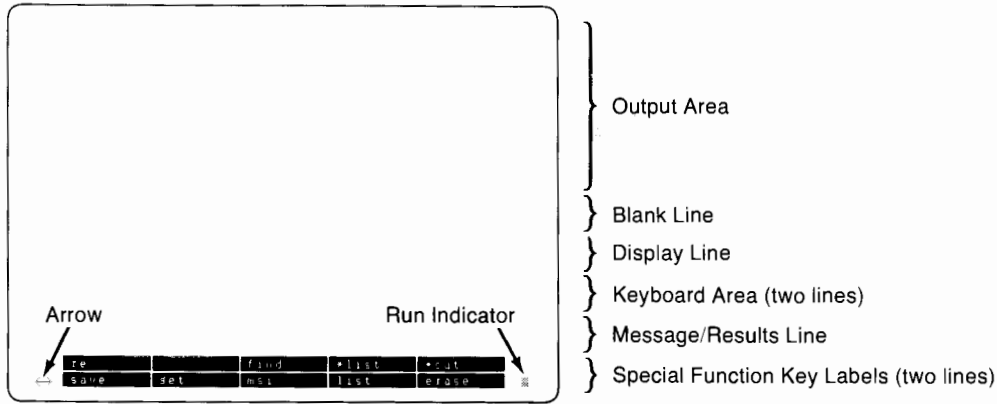 Output Area
Blank Line
Display Line
Keyboard Area (two lines)
Arrow Run Indicator
Message/Results Line
re find *list •cut
save get msi list erase
Special Function Key Labels (two lines)